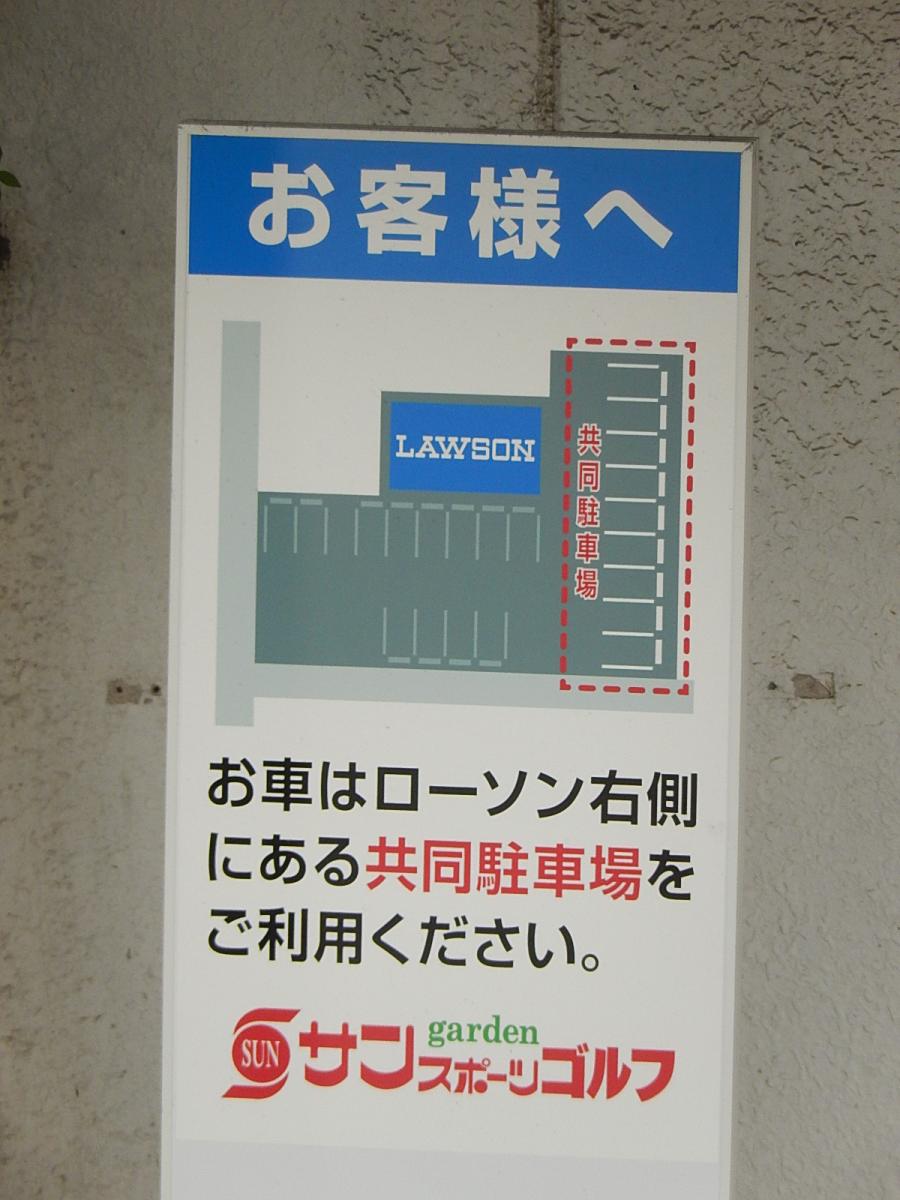 お客様へ
LAWSON
共同駐車場
お車はローソン右側
にある共同駐車場を
ご利用ください。
garden
SUN サンスポーツゴルフ